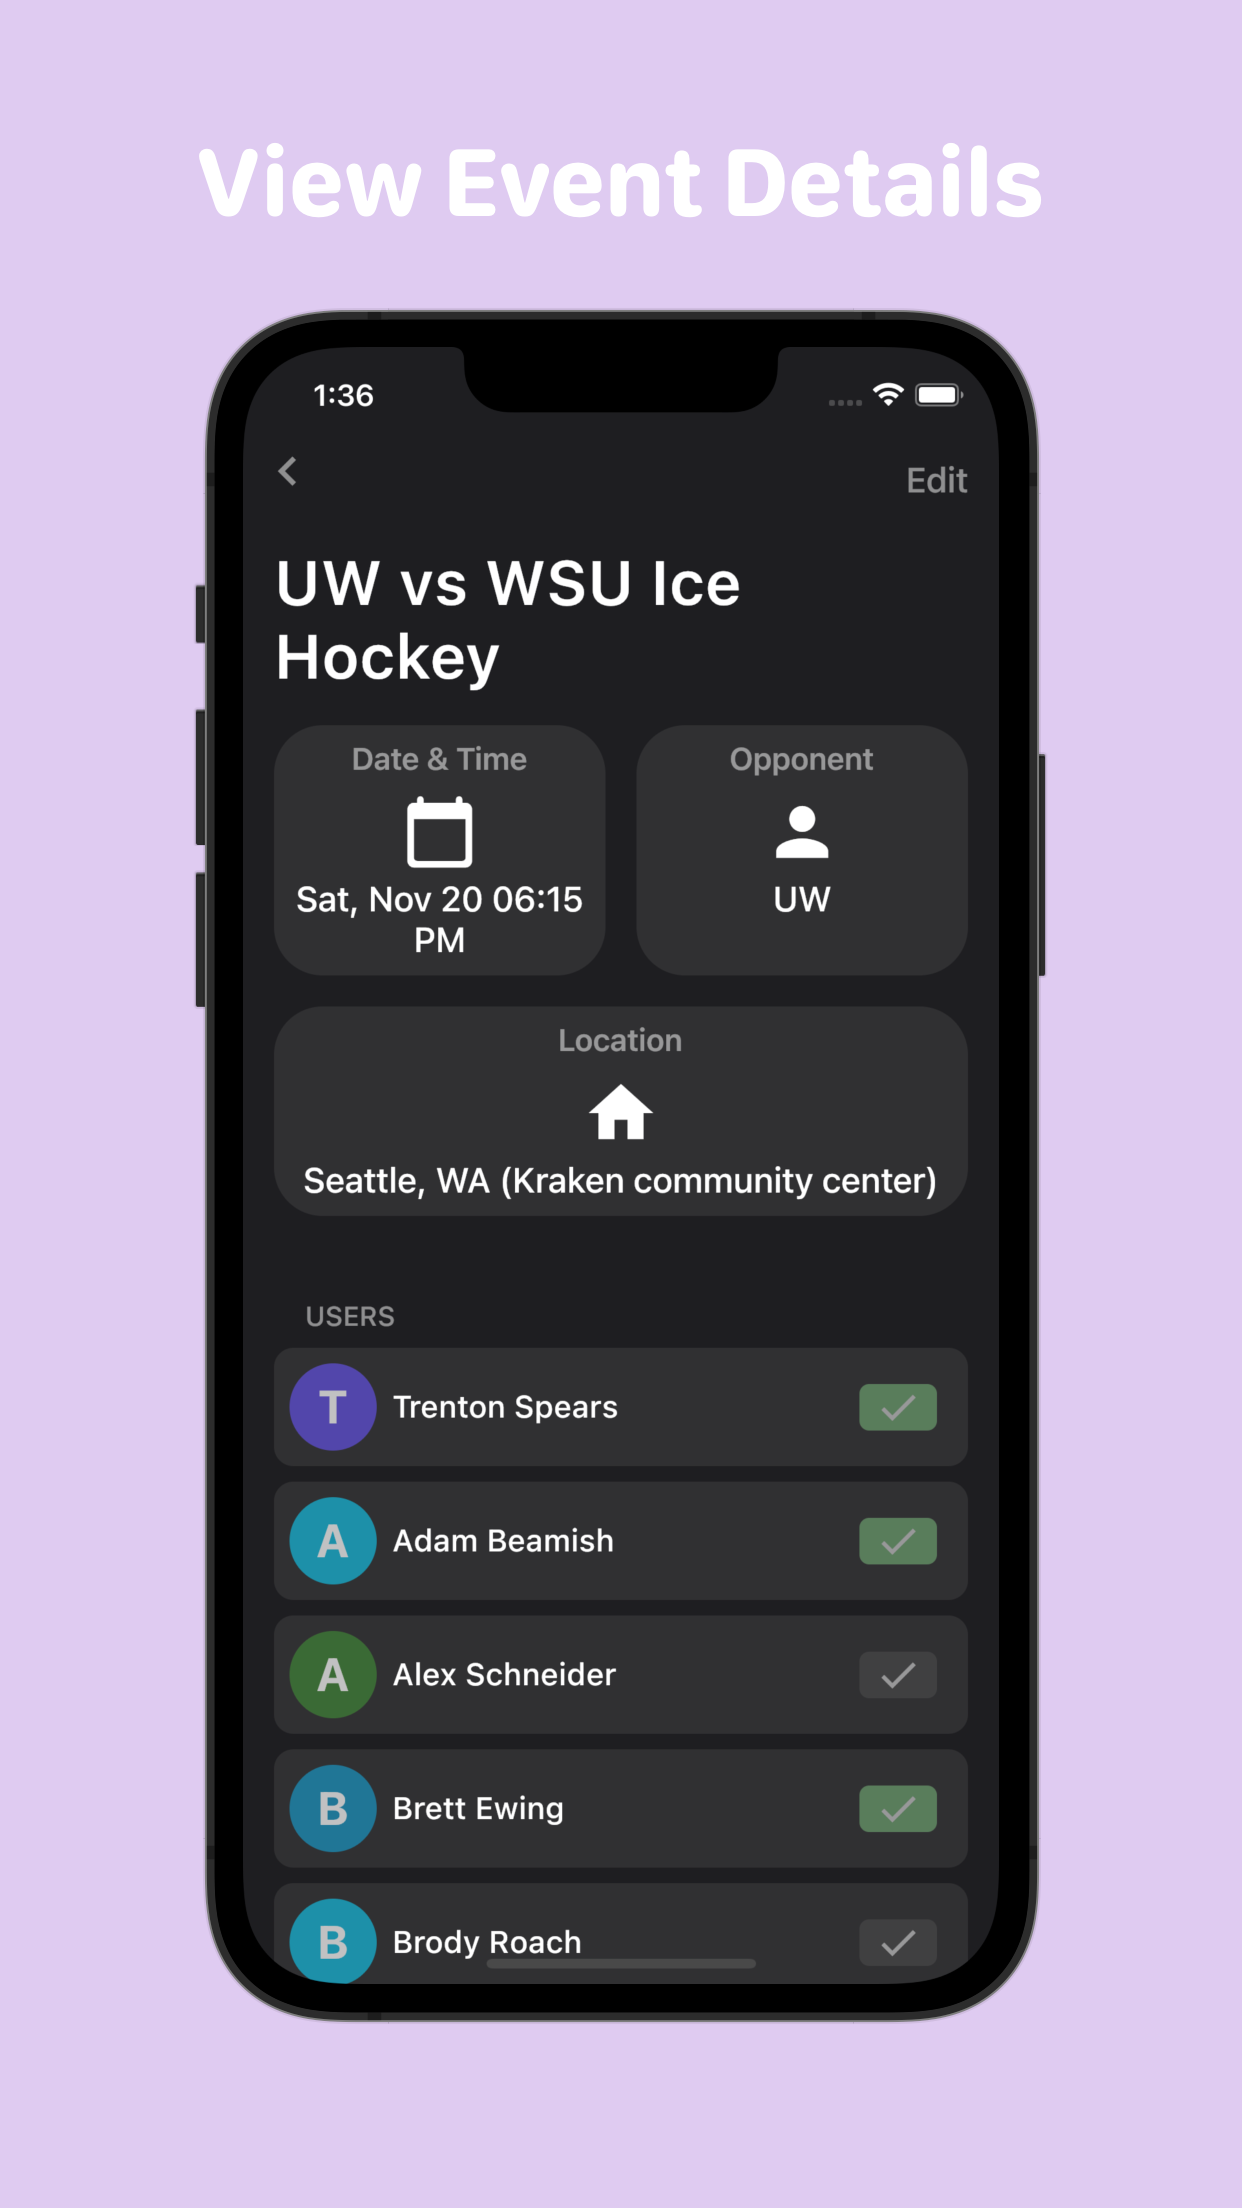 View Event Details
1:36
Edit
UW vs WSU Ice
Hockey
Date & Time
Opponent
Sat, Nov 20 06:15
PM
UW
Location
Seattle, WA (Kraken community center)
USERS
T Trenton Spears
A Adam Beamish
A Alex Schneider
B Brett Ewing
B Brody Roach